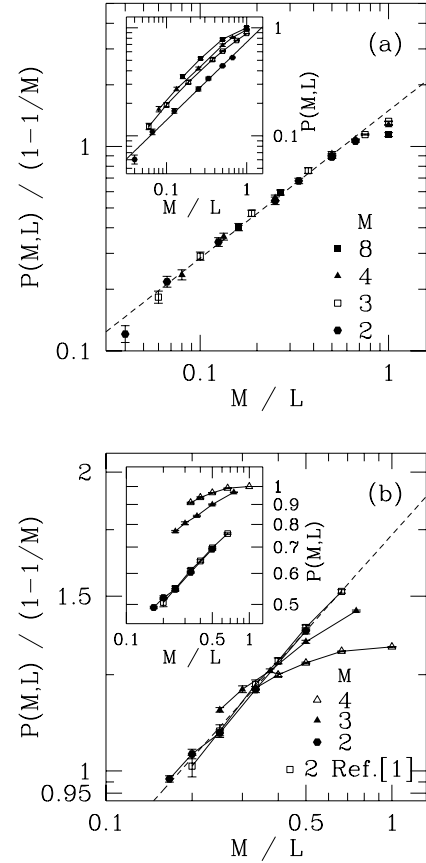 1
0.1
P(M,L)
0.1
1
M / L
(a)
P(M,L) / (1-1/M)
1
0.1
M
8
4
3
2
0.1
1
M / L
(b)
P(M,L) / (1-1/M)
2
1.5
1
0.95
1
0.9
0.8
0.7
0.6
0.5
P(M,L)
0.1
0.5
1
M / L
M
4
3
2
2 Ref.[1]
0.1
0.5
1
M / L